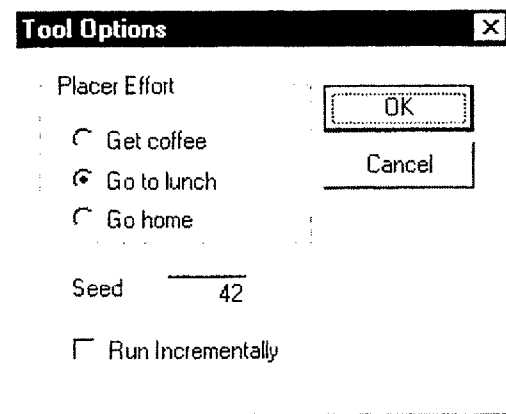 Tool Options
Placer Effort
OK
Get coffee
Go to lunch
Cancel
Go home
Seed 42
Run Incrementally